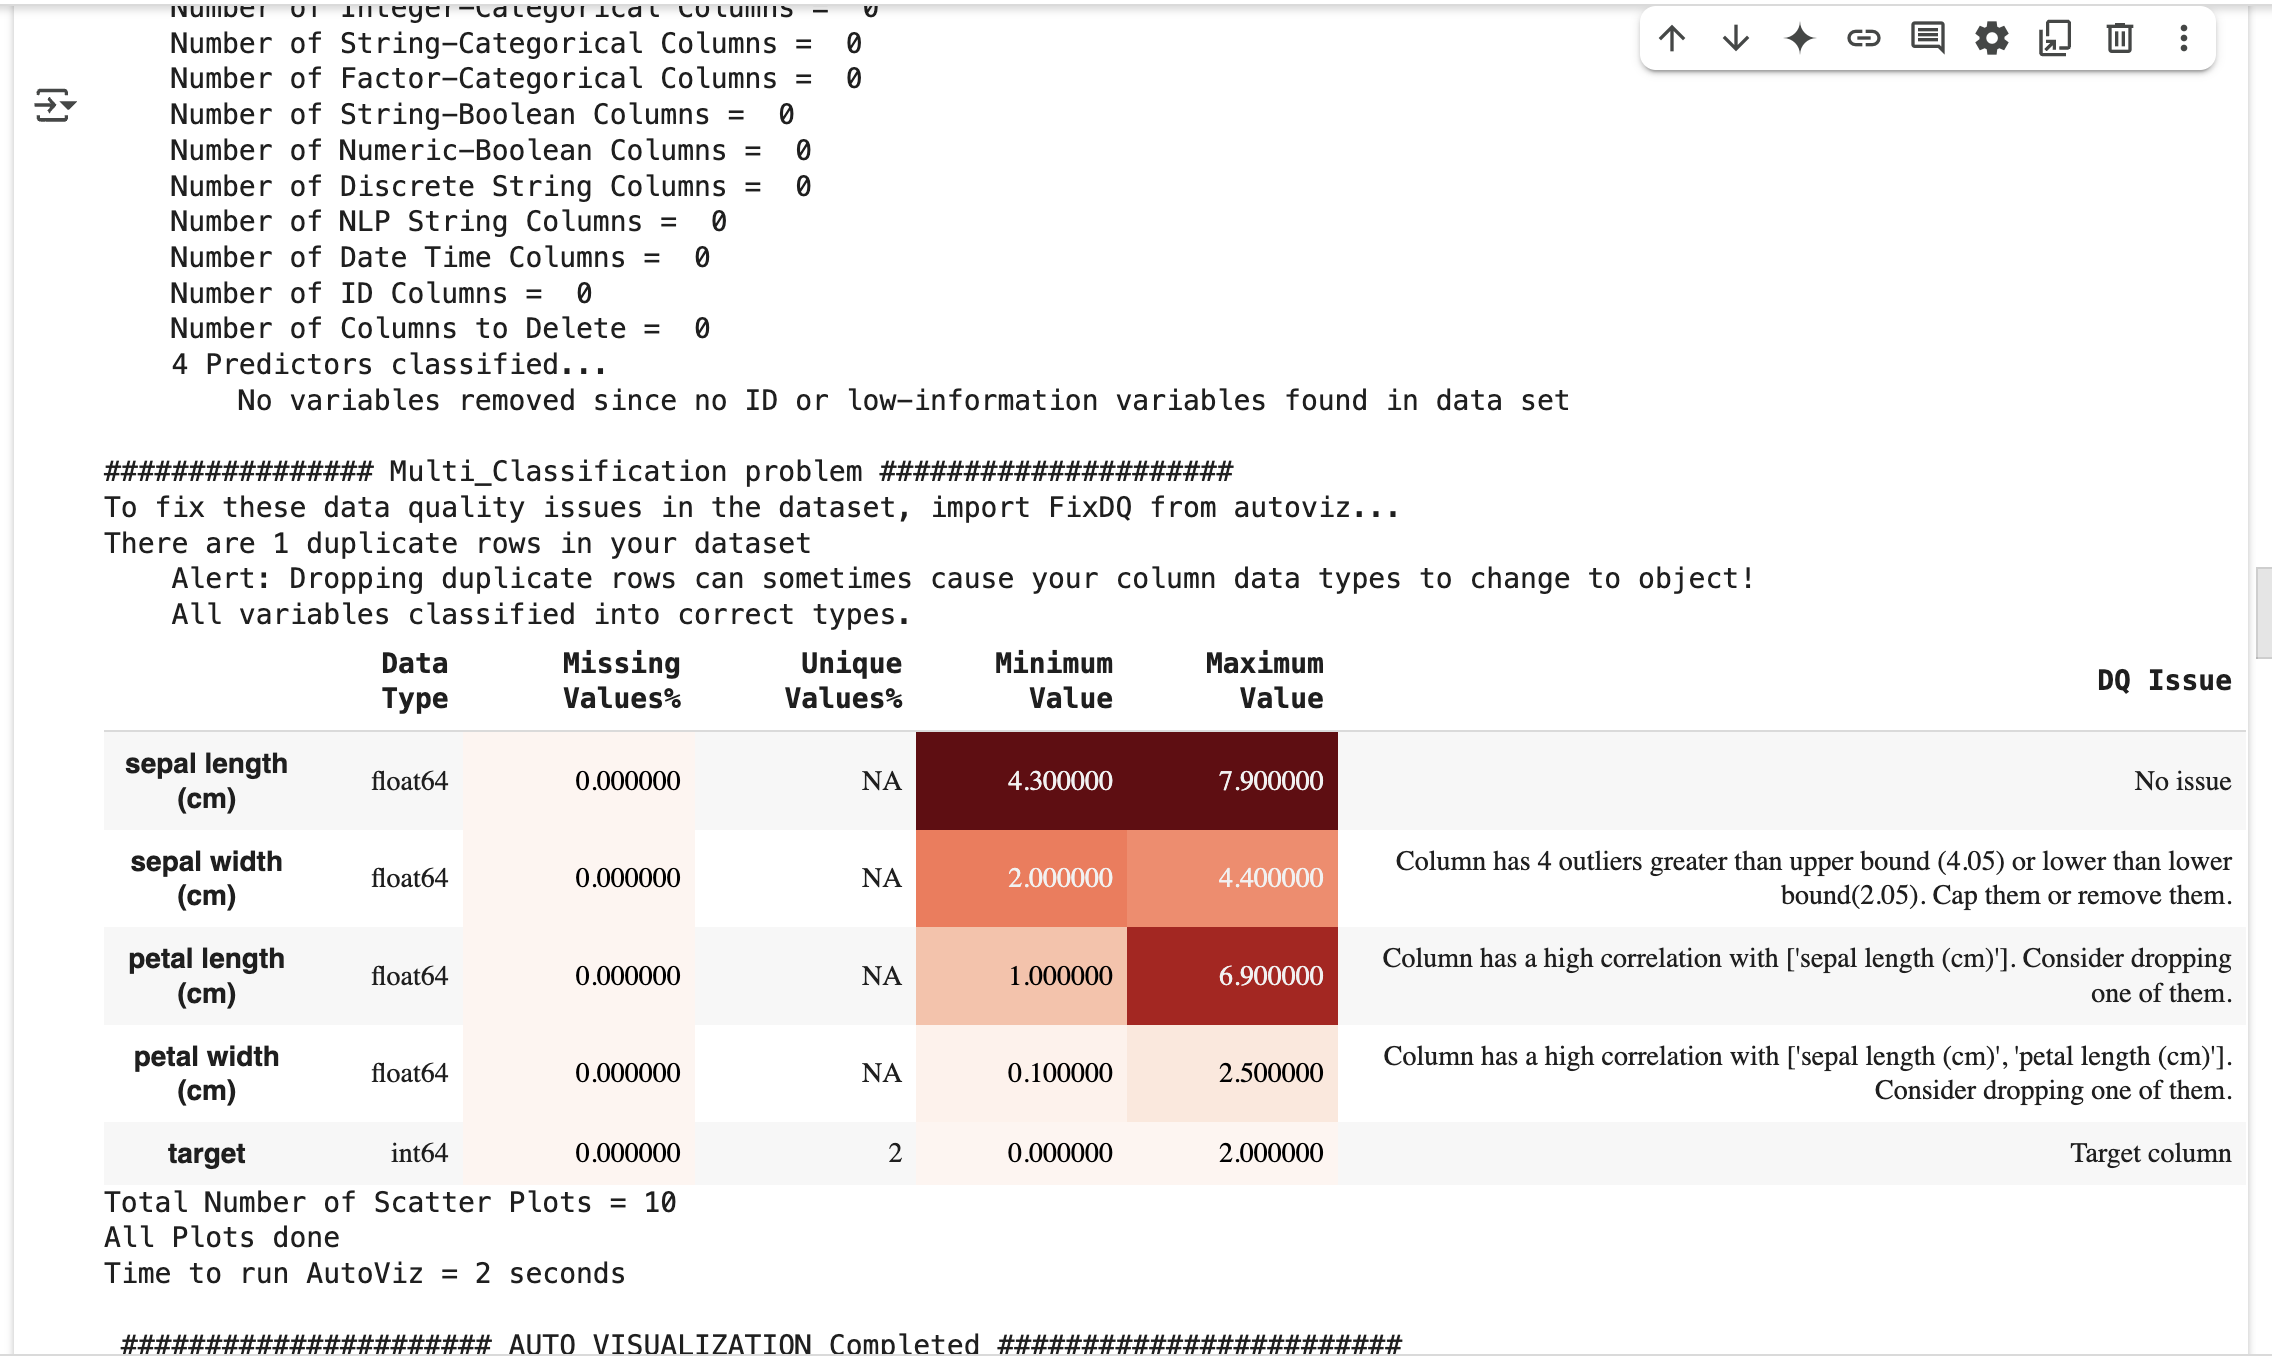 Number of Integer-Categorical Columns =  0
Number of String-Categorical Columns =  0
Number of Factor-Categorical Columns =  0
Number of String-Boolean Columns =  0
Number of Numeric-Boolean Columns =  0
Number of Discrete String Columns =  0
Number of NLP String Columns =  0
Number of Date Time Columns =  0
Number of ID Columns =  0
Number of Columns to Delete =  0
4 Predictors classified...
No variables removed since no ID or low-information variables found in data set
################ Multi_Classification problem #####################
To fix these data quality issues in the dataset, import FixDQ from autoviz...
There are 1 duplicate rows in your dataset
Alert: Dropping duplicate rows can sometimes cause your column data types to change to object!
All variables classified into correct types.
Data Type Missing Values% Unique Values% Minimum Value Maximum Value DQ Issue
sepal length (cm) float64 0.000000 NA 4.300000 7.900000 No issue
sepal width (cm) float64 0.000000 NA 2.000000 4.400000 Column has 4 outliers greater than upper bound (4.05) or lower than lower bound(2.05). Cap them or remove them.
petal length (cm) float64 0.000000 NA 1.000000 6.900000 Column has a high correlation with ['sepal length (cm)']. Consider dropping one of them.
petal width (cm) float64 0.000000 NA 0.100000 2.500000 Column has a high correlation with ['sepal length (cm)', 'petal length (cm)']. Consider dropping one of them.
target int64 0.000000 2 0.000000 2.000000 Target column
Total Number of Scatter Plots = 10
All Plots done
Time to run AutoViz = 2 seconds
###################### AUTO VISUALIZATION Completed ########################